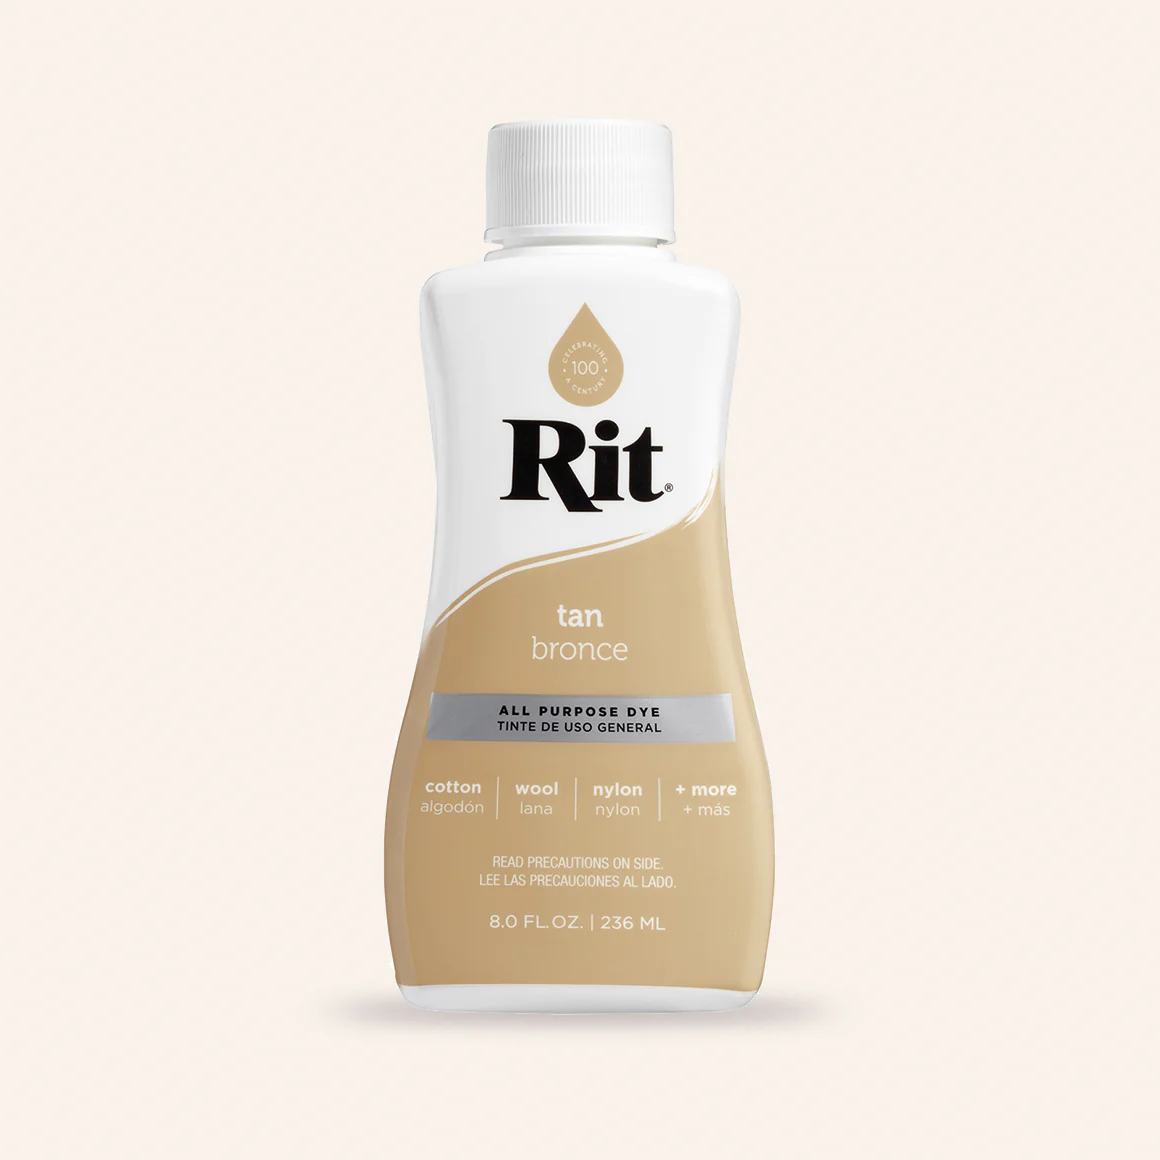 CELEBRATING
100
A CENTURY
Rit®
tan
bronce
ALL PURPOSE DYE
TINTE DE USO GENERAL
cotton | wool | nylon | + more
algodón | lana | nylon | + más
READ PRECAUTIONS ON SIDE.
LEE LAS PRECAUCIONES AL LADO.
8.0 FL.OZ. | 236 ML